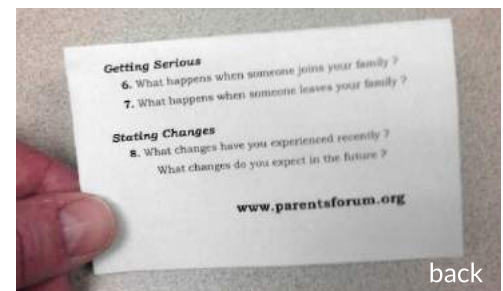 Getting Serious
6. What happens when someone joins your family ?
7. What happens when someone leaves your family ?
Stating Changes
8. What changes have you experienced recently ?
What changes do you expect in the future ?
www.parentsforum.org
back